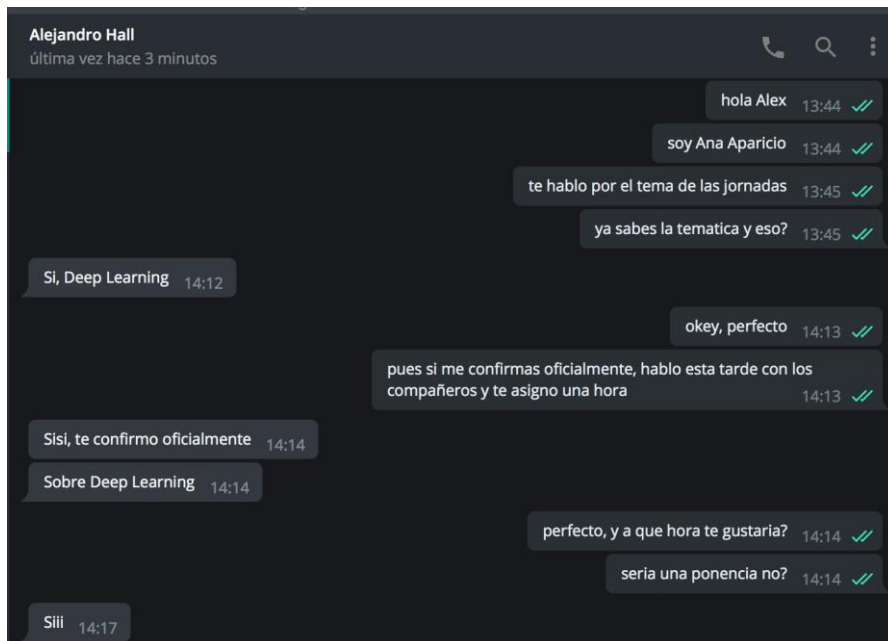 Alejandro Hall
última vez hace 3 minutos
hola Alex 13:44
soy Ana Aparicio 13:44
te hablo por el tema de las jornadas 13:45
ya sabes la tematica y eso? 13:45
Si, Deep Learning 14:12
okey, perfecto 14:13
pues si me confirmas oficialmente, hablo esta tarde con los
compañeros y te asigno una hora 14:13
Sisi, te confirmo oficialmente 14:14
Sobre Deep Learning 14:14
perfecto, y a que hora te gustaria? 14:14
seria una ponencia no? 14:14
Siii 14:17